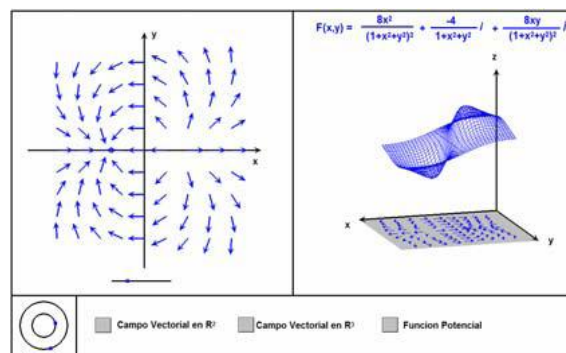 y
x
F(x,y) = 8x² / (1+x²+y²)² + -4 / 1+x²+y² i + 8xy / (1+x²+y²)² j
z
x
y
Campo Vectorial en R²
Campo Vectorial en R³
Funcion Potencial